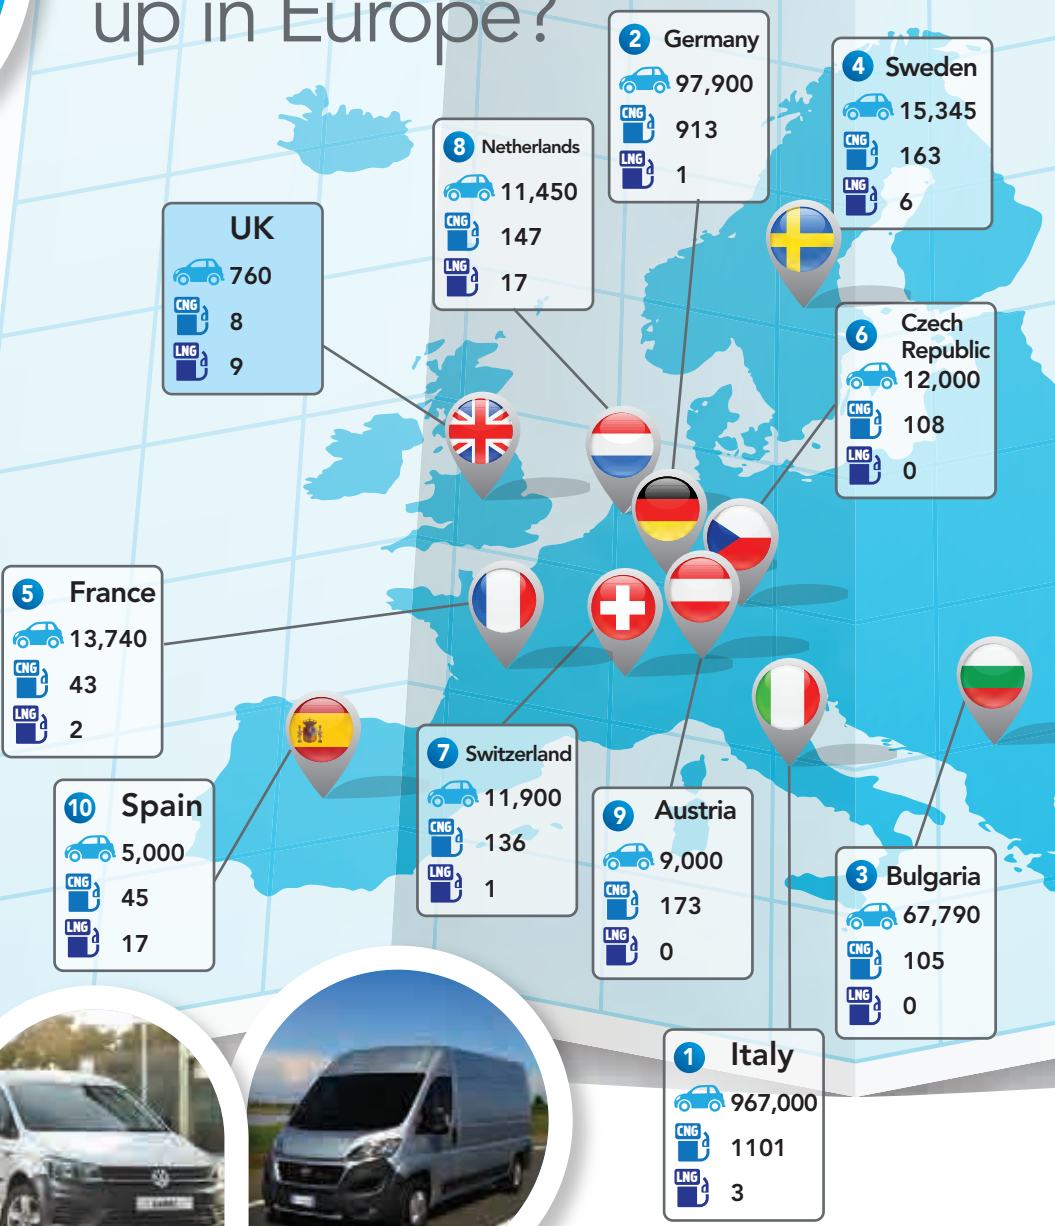 up in Europe?
2 Germany
97,900
CNG
913
LNG
1
4 Sweden
15,345
CNG
163
LNG
6
8 Netherlands
11,450
CNG
147
LNG
17
UK
760
CNG
8
LNG
9
6 Czech
Republic
12,000
CNG
108
LNG
0
5 France
13,740
CNG
43
LNG
2
7 Switzerland
11,900
CNG
136
LNG
1
10 Spain
5,000
CNG
45
LNG
17
9 Austria
9,000
CNG
173
LNG
0
3 Bulgaria
67,790
CNG
105
LNG
0
1 Italy
967,000
CNG
1101
LNG
3